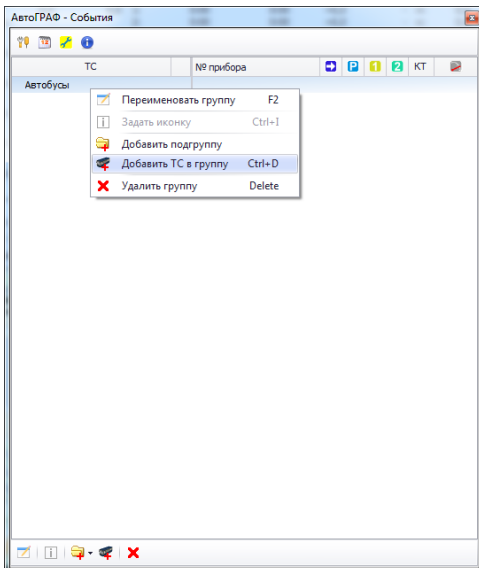 АвтоГРАФ - События
12
i
ТС № прибора P 1 2 КТ
Автобусы
Переименовать группу F2
i Задать иконку Ctrl+I
Добавить подгруппу
Добавить ТС в группу Ctrl+D
Удалить группу Delete
i